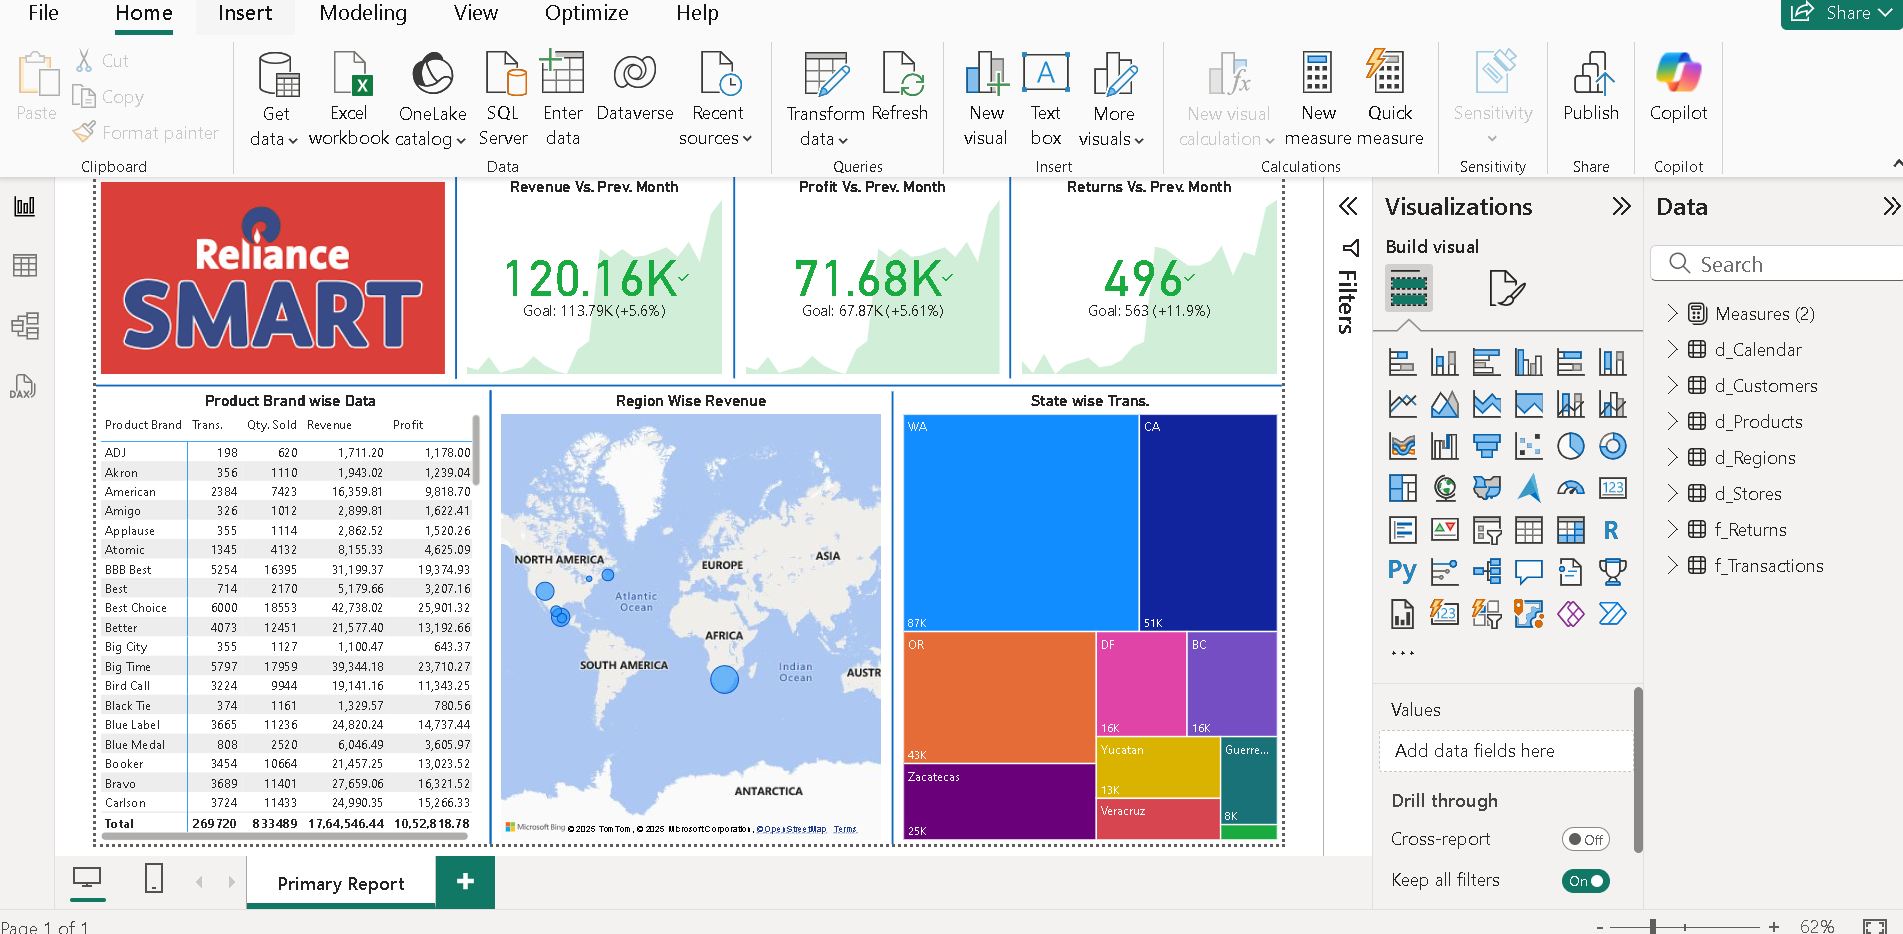 File Home Insert Modeling View Optimize Help Share
Paste
Cut
Copy
Format painter
Clipboard
Get data
Excel workbook
OneLake catalog
SQL Server
Enter data
Dataverse
Recent sources
Data
Transform data
Refresh
Queries
New visual
Text box
More visuals
Insert
New visual calculation
New measure
Quick measure
Calculations
Sensitivity
Sensitivity
Publish
Share
Copilot
Copilot
DAX
Reliance
SMART
Revenue Vs. Prev. Month
120.16K
Goal: 113.79K (+5.6%)
Profit Vs. Prev. Month
71.68K
Goal: 67.87K (+5.61%)
Returns Vs. Prev. Month
496
Goal: 563 (+11.9%)
Product Brand wise Data
Product Brand Trans. Qty. Sold Revenue Profit
ADJ 198 620 1,711.20 1,178.00
Akron 356 1110 1,943.02 1,239.04
American 2384 7423 16,359.81 9,818.70
Amigo 326 1012 2,899.81 1,622.41
Applause 355 1114 2,862.52 1,520.26
Atomic 1345 4132 8,155.33 4,625.09
BBB Best 5254 16395 31,199.37 19,374.93
Best 714 2170 5,179.66 3,207.16
Best Choice 6000 18553 42,738.02 25,901.32
Better 4073 12451 21,577.40 13,192.66
Big City 355 1127 1,100.47 643.37
Big Time 5797 17959 39,344.18 23,710.27
Bird Call 3224 9944 19,141.16 11,343.25
Black Tie 374 1161 1,329.57 780.56
Blue Label 3665 11236 24,820.24 14,737.44
Blue Medal 808 2520 6,046.49 3,605.97
Booker 3454 10664 21,457.25 13,023.52
Bravo 3689 11401 27,659.06 16,321.52
Carlson 3724 11433 24,990.35 15,266.33
Total 269720 833489 17,64,546.44 10,52,818.78
Region Wise Revenue
NORTH AMERICA
EUROPE
ASIA
Atlantic Ocean
AFRICA
SOUTH AMERICA
Indian Ocean
AUSTR
ANTARCTICA
Microsoft Bing © 2025 TomTom, © 2025 Microsoft Corporation, © OpenStreetMap Terms
State wise Trans.
WA
87K
CA
51K
OR
43K
DF
16K
BC
16K
Zacatecas
25K
Yucatan
13K
Guerre...
8K
Veracruz
Filters
Visualizations
Build visual
123
R
Py
123
...
Values
Add data fields here
Drill through
Cross-report Off
Keep all filters On
Data
Search
Measures (2)
d_Calendar
d_Customers
d_Products
d_Regions
d_Stores
f_Returns
f_Transactions
Primary Report
+
Page 1 of 1
- + 62%